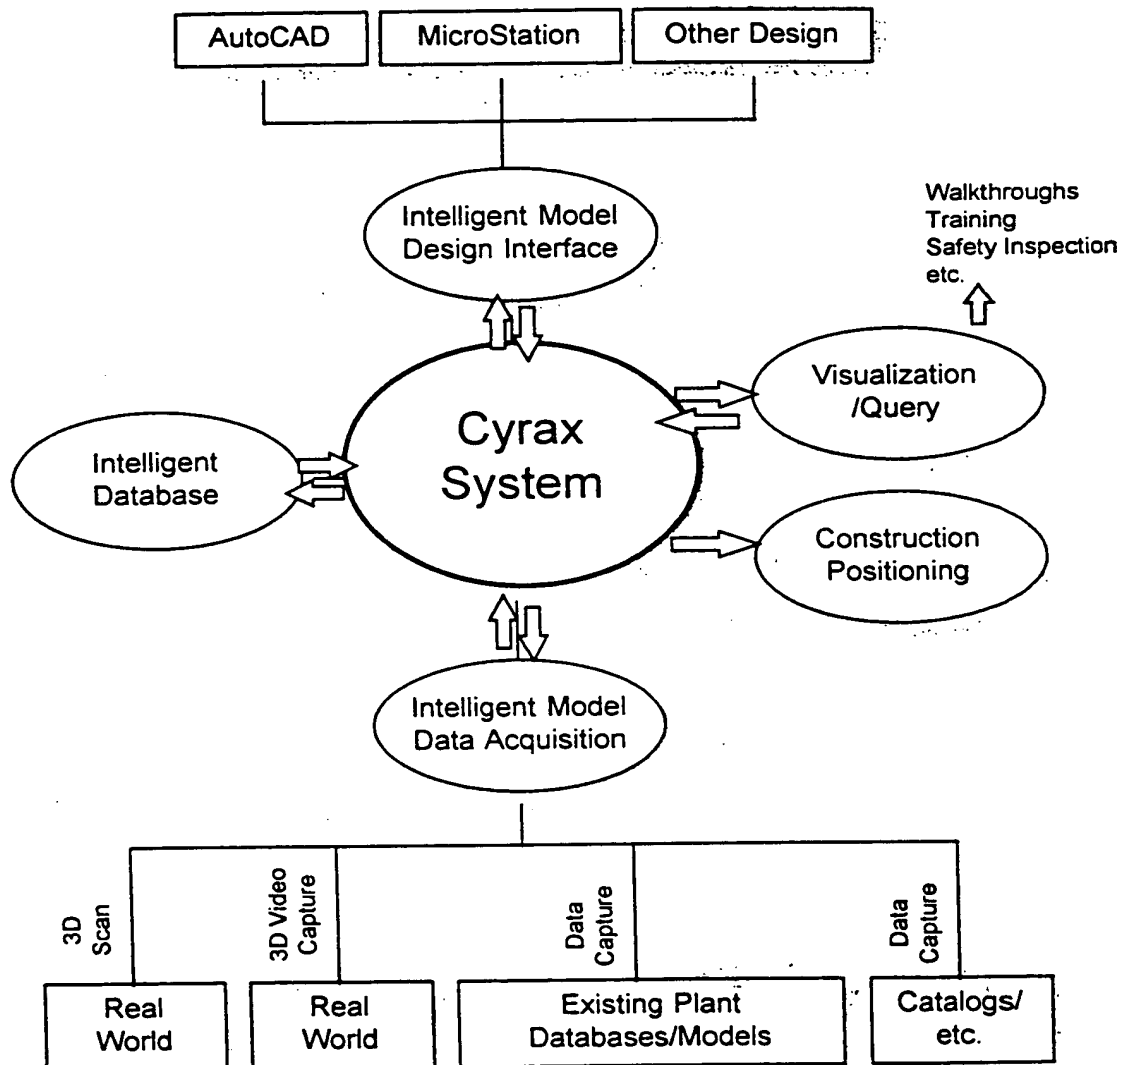 AutoCAD
MicroStation
Other Design
Intelligent Model
Design Interface
Walkthroughs
Training
Safety Inspection
etc.
Visualization
/Query
Cyrax
System
Intelligent
Database
Construction
Positioning
Intelligent Model
Data Acquisition
3D
Scan
3D Video
Capture
Data
Capture
Data
Capture
Real
World
Real
World
Existing Plant
Databases/Models
Catalogs/
etc.